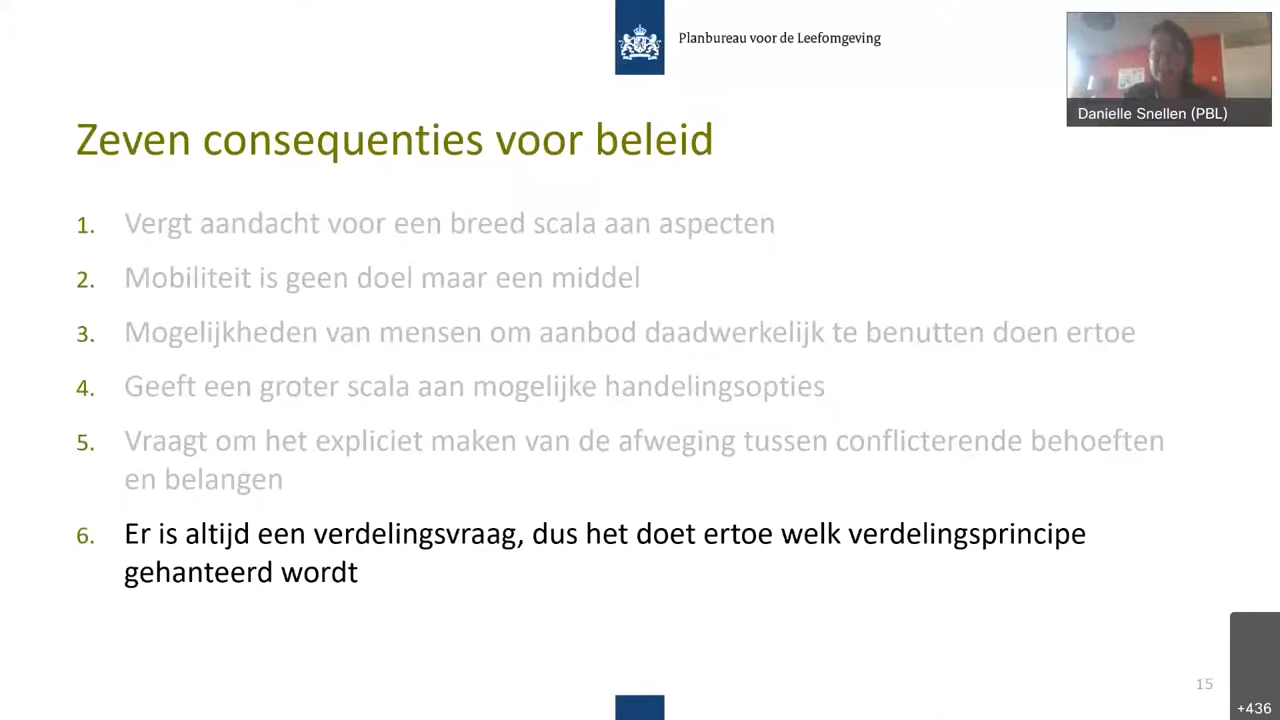 Planbureau voor de Leefomgeving
Danielle Snellen (PBL)
Zeven consequenties voor beleid
1. Vergt aandacht voor een breed scala aan aspecten
2. Mobiliteit is geen doel maar een middel
3. Mogelijkheden van mensen om aanbod daadwerkelijk te benutten doen ertoe
4. Geeft een groter scala aan mogelijke handelingsopties
5. Vraagt om het expliciet maken van de afweging tussen conflicterende behoeften
en belangen
6. Er is altijd een verdelingsvraag, dus het doet ertoe welk verdelingsprincipe
gehanteerd wordt
15
+436